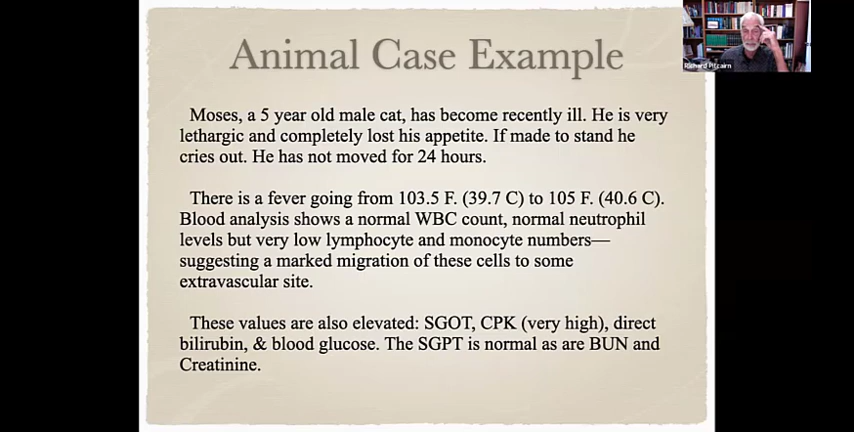 Animal Case Example
Richard Pitcairn
Moses, a 5 year old male cat, has become recently ill. He is very
lethargic and completely lost his appetite. If made to stand he
cries out. He has not moved for 24 hours.
There is a fever going from 103.5 F. (39.7 C) to 105 F. (40.6 C).
Blood analysis shows a normal WBC count, normal neutrophil
levels but very low lymphocyte and monocyte numbers—
suggesting a marked migration of these cells to some
extravascular site.
These values are also elevated: SGOT, CPK (very high), direct
bilirubin, & blood glucose. The SGPT is normal as are BUN and
Creatinine.